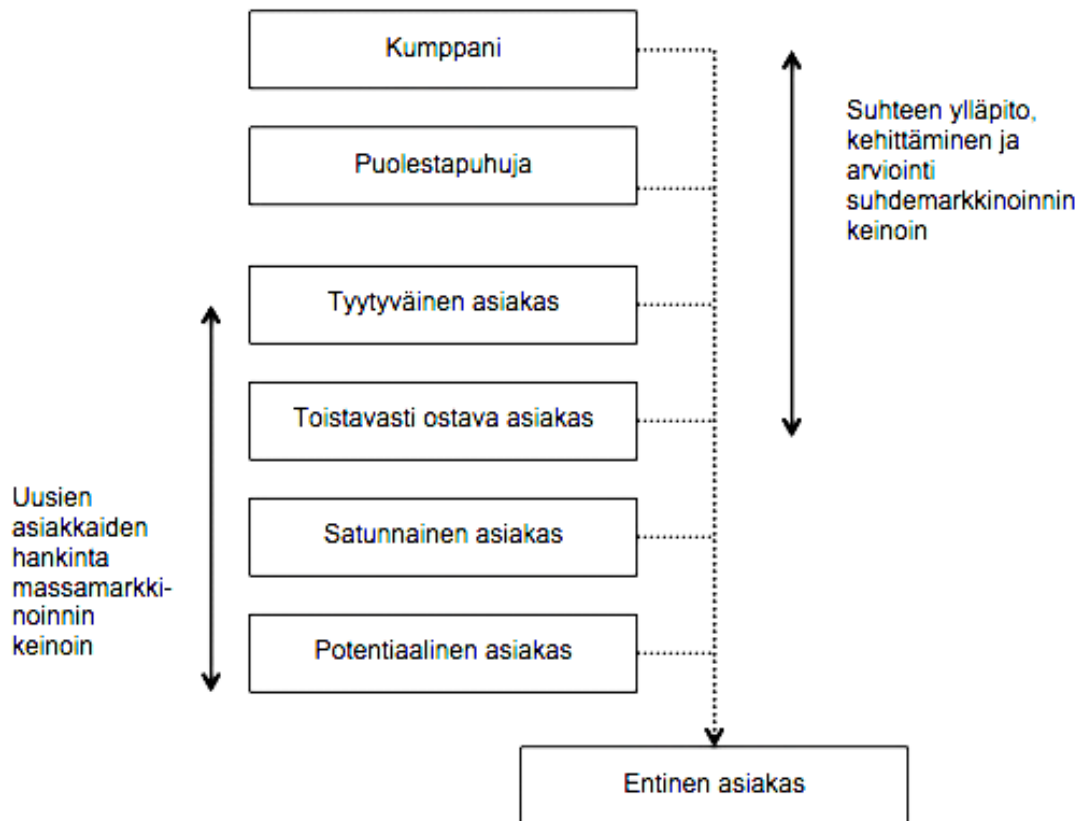 Kumppani
Puolestapuhuja
Suhteen ylläpito,
kehittäminen ja
arviointi
suhdemarkkinoinnin
keinoin
Tyytyväinen asiakas
Toistavasti ostava asiakas
Uusien
asiakkaiden
hankinta
massamarkki-
noinnin
keinoin
Satunnainen asiakas
Potentiaalinen asiakas
Entinen asiakas